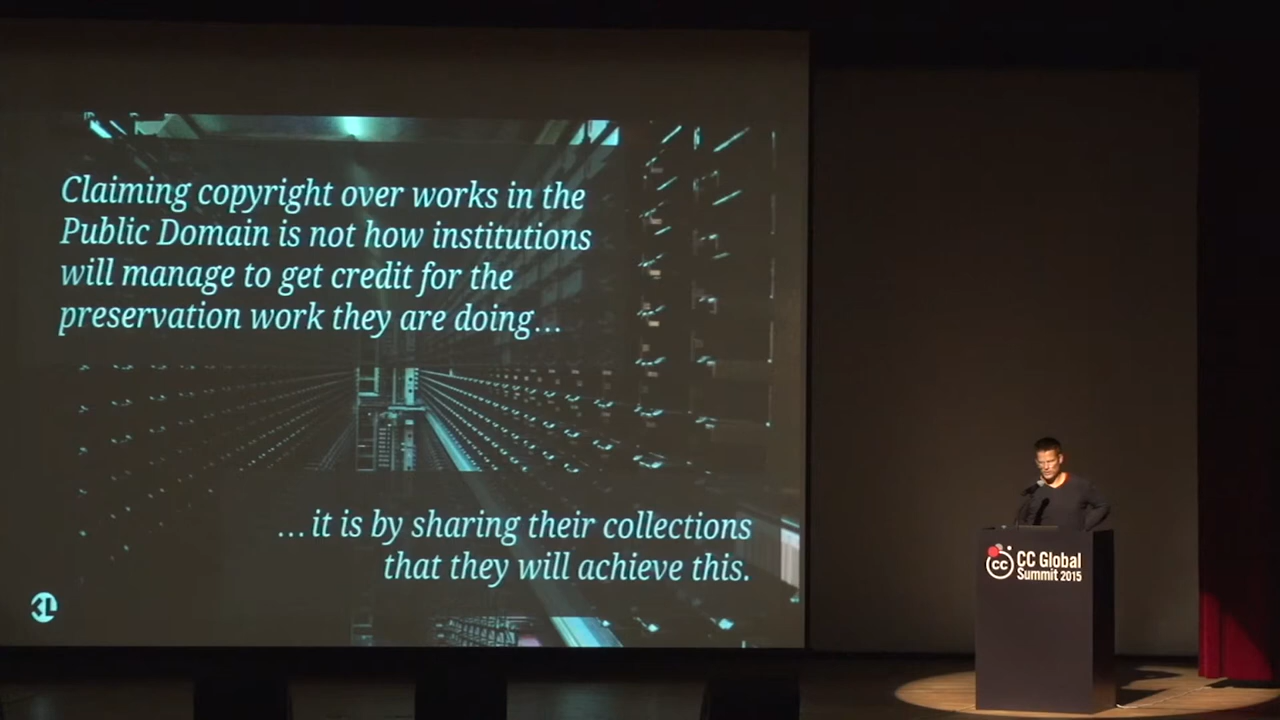 Claiming copyright over works in the
Public Domain is not how institutions
will manage to get credit for the
preservation work they are doing...
...it is by sharing their collections
that they will achieve this.
cc
CC Global
Summit 2015